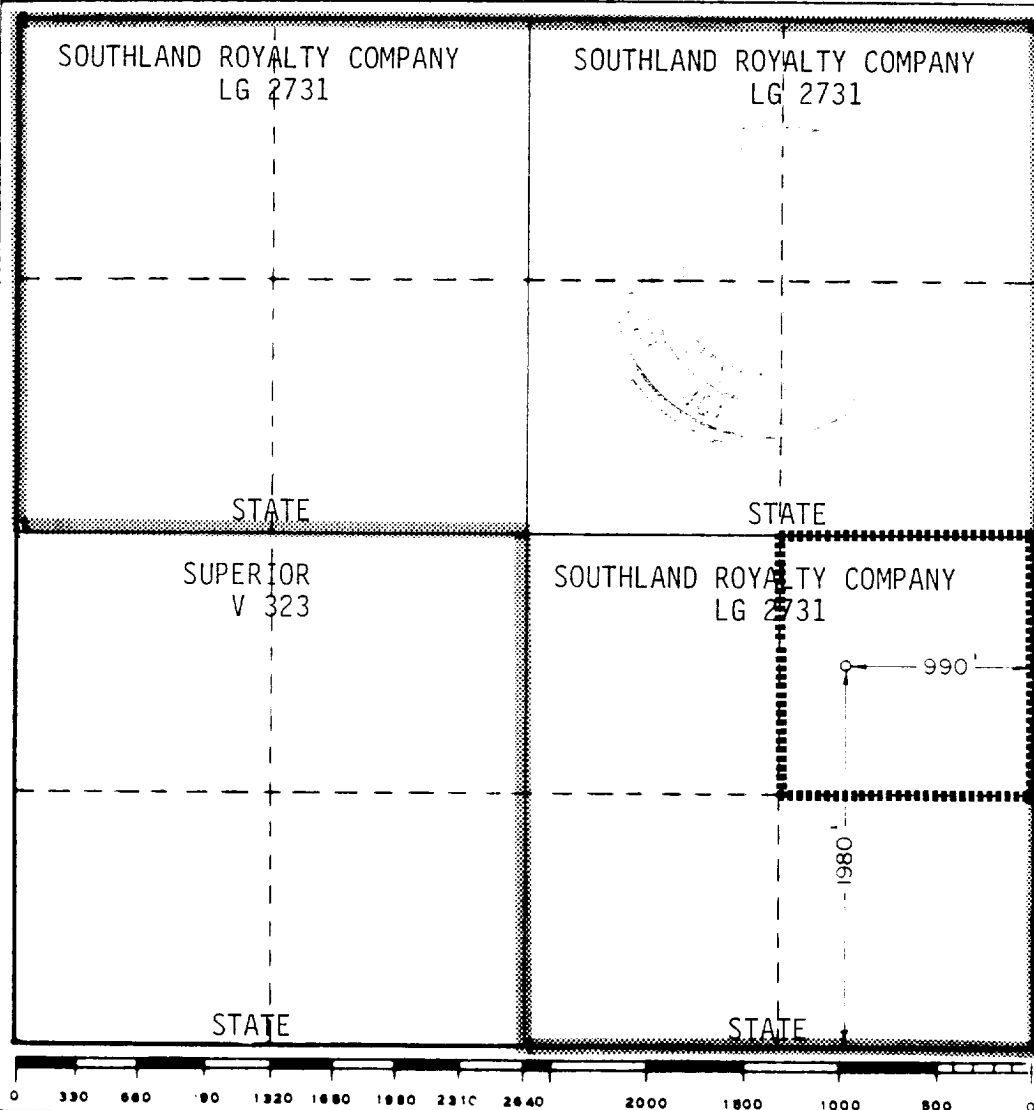 SOUTHLAND ROYALTY COMPANY
LG 2731
SOUTHLAND ROYALTY COMPANY
LG 2731
STATE
STATE
SUPERIOR
V 323
SOUTHLAND ROYALTY COMPANY
LG 2731
990'
1980'
STATE
STATE
0 330 660 90 1320 1650 1980 2310 2640 2000 1500 1000 500 0